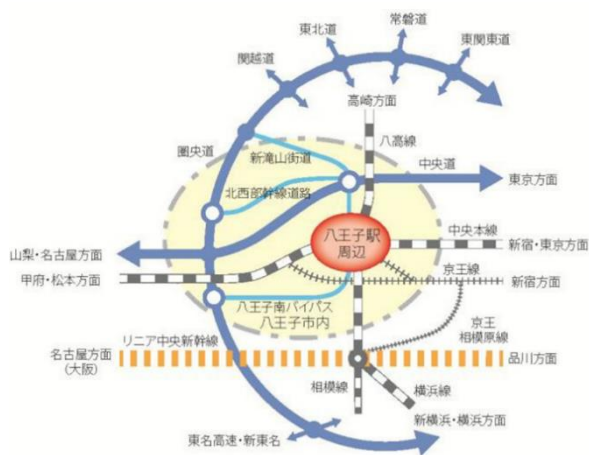 常磐道
東北道
東関東道
関越道
高崎方面
八高線
圏央道
新滝山街道
中央道
北西部幹線道路
東京方面
八王子駅
周辺
中央本線
山梨・名古屋方面
新宿・東京方面
京王線
甲府・松本方面
新宿方面
八王子南バイパス
八王子市内
京王
相模原線
リニア中央新幹線
名古屋方面
(大阪)
品川方面
相模線
横浜線
新横浜・横浜方面
東名高速・新東名